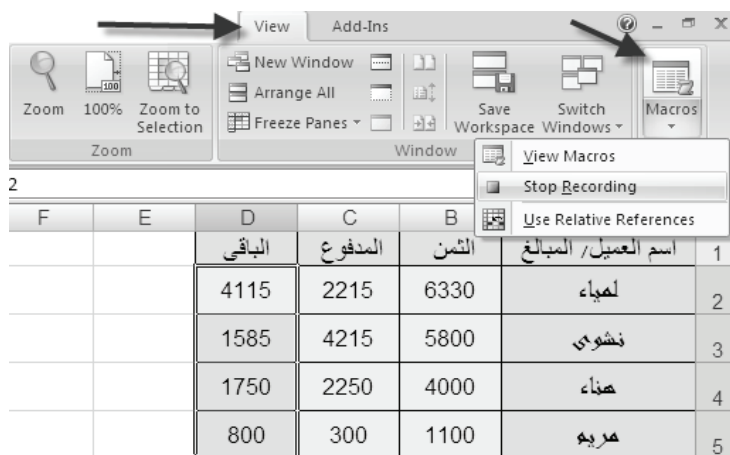 View Add-Ins
New Window
Arrange All
Freeze Panes
Zoom 100% Zoom to Selection
Save Workspace Switch Windows
Macros
Zoom Window
View Macros
Stop Recording
Use Relative References
2
F E D C B
1 اسم العميل/ المبالغ الثمن المدفوع الباقى
2 لمياء 6330 2215 4115
3 نشوى 5800 4215 1585
4 هناء 4000 2250 1750
5 مريم 1100 300 800